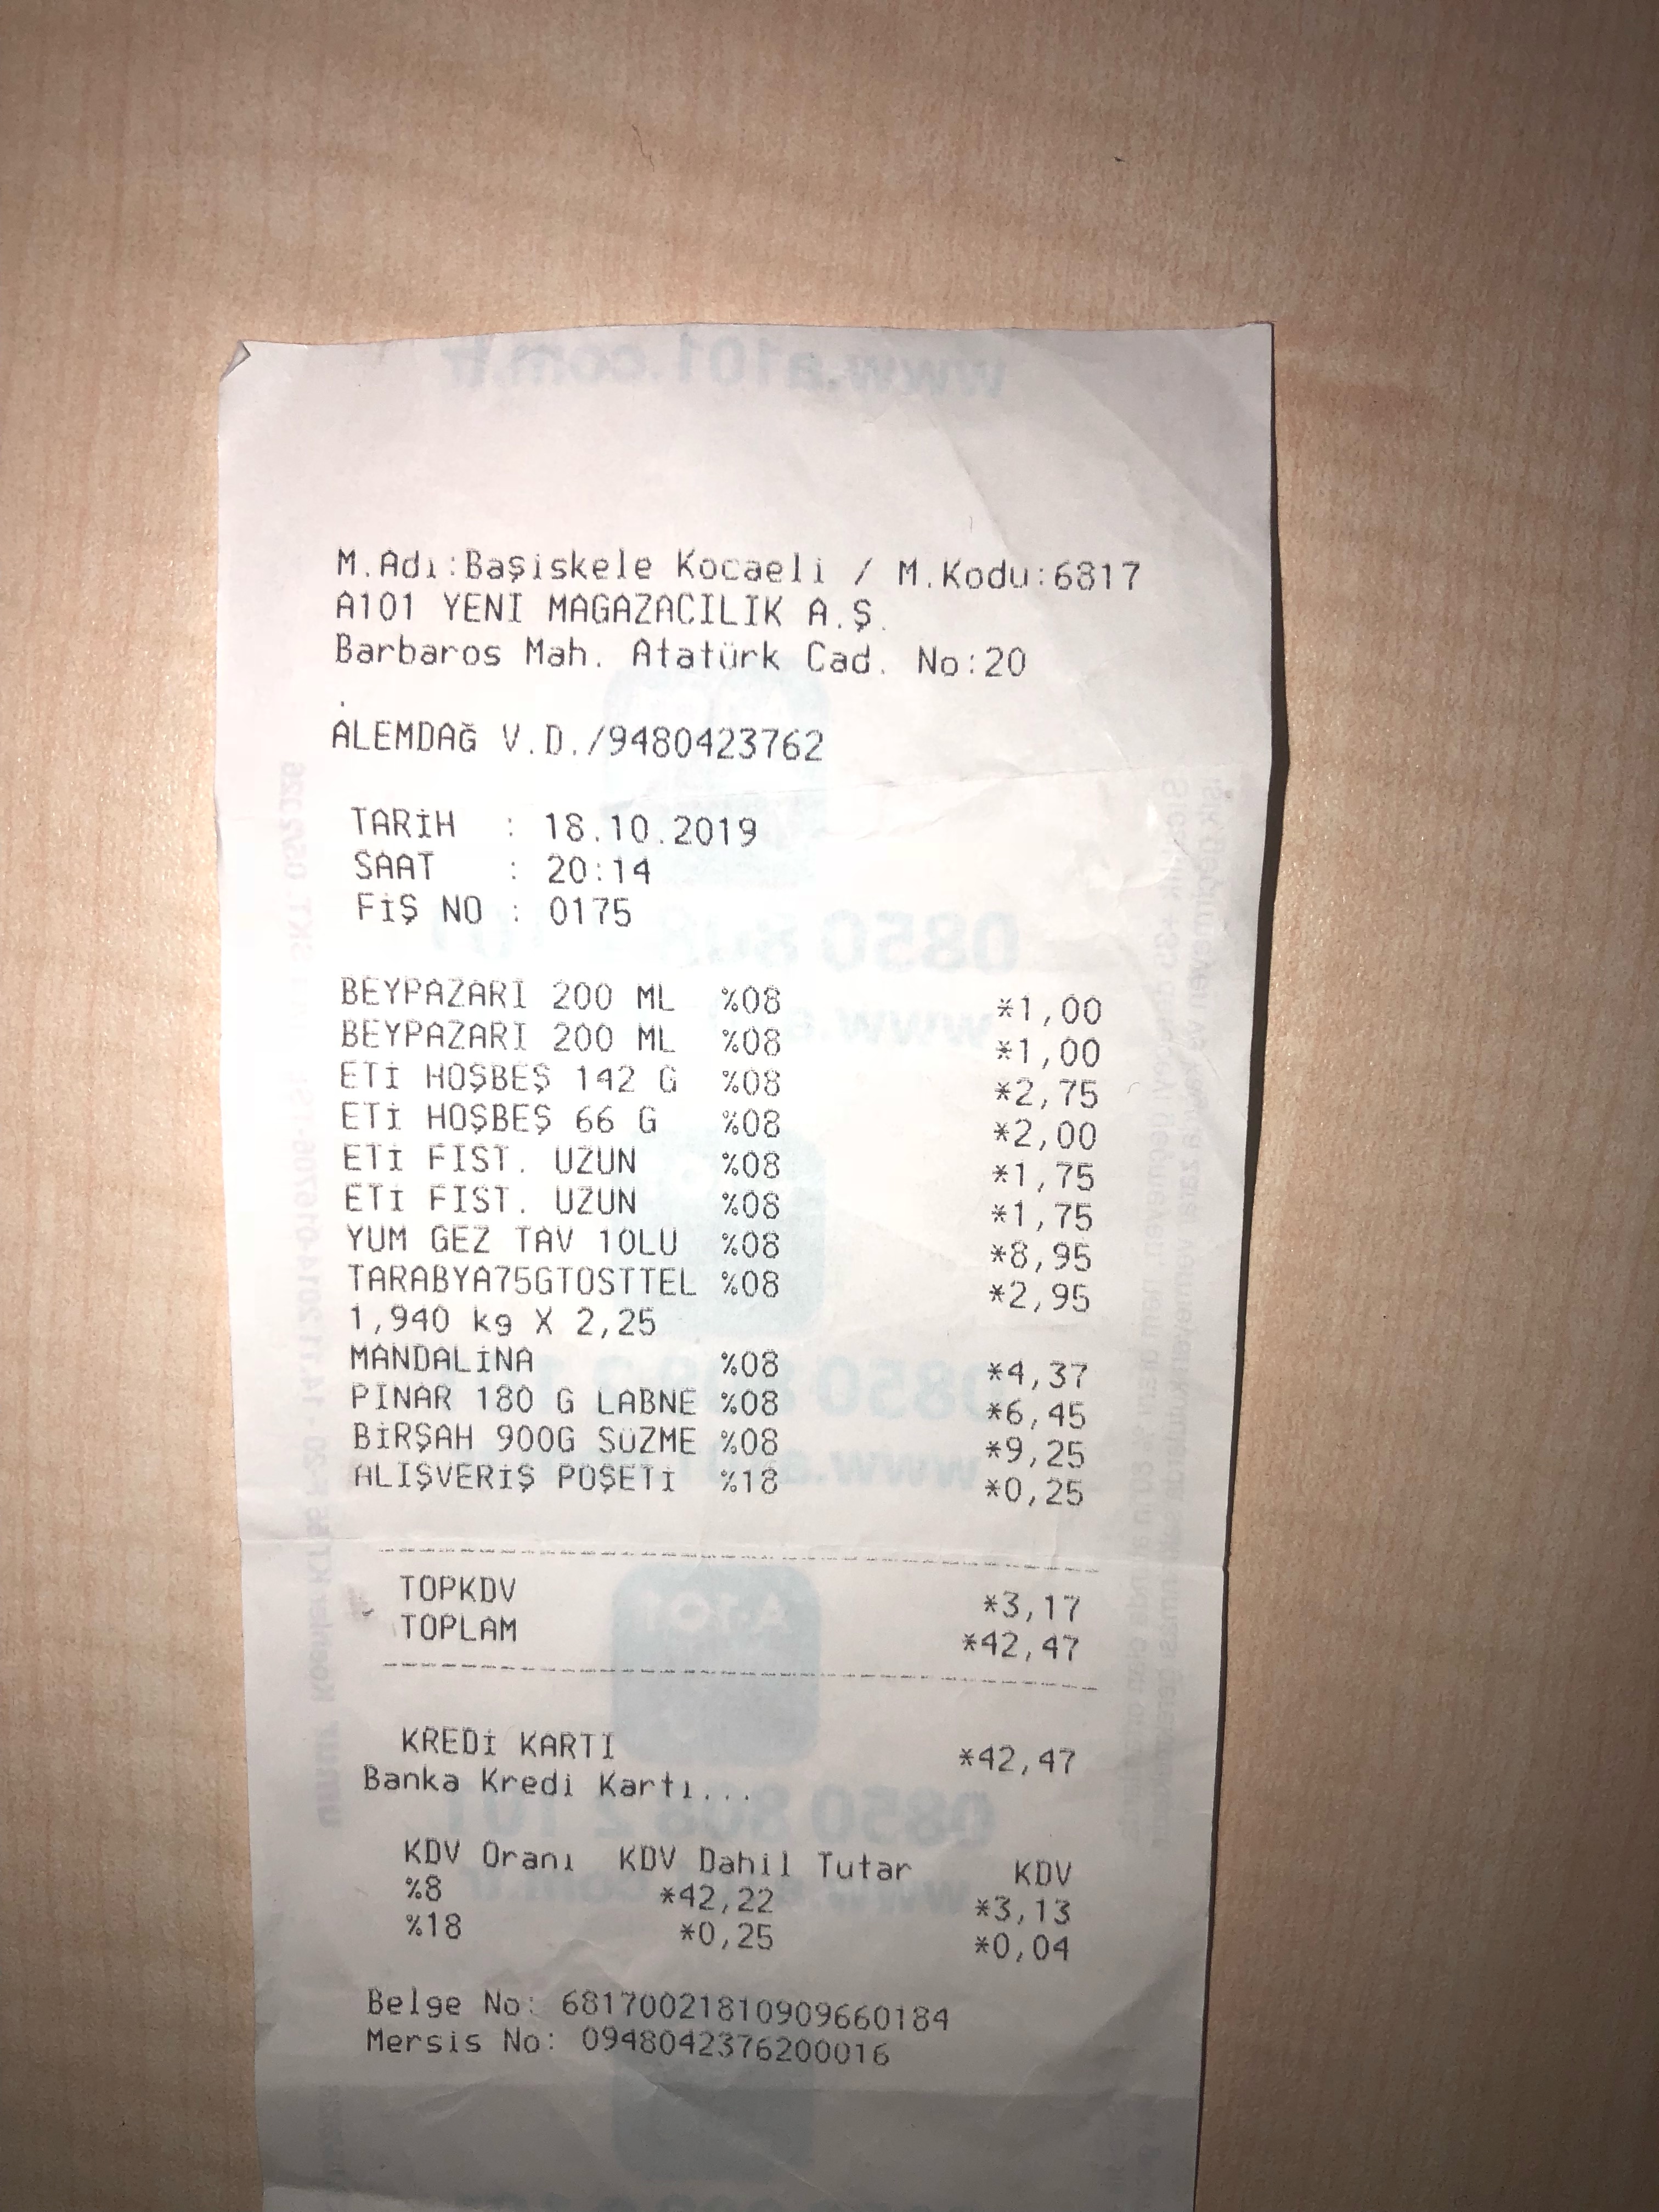 www.a101.com.tr
M.Adı:Başiskele Kocaeli / M.Kodu:6817
A101 YENI MAGAZACILIK A.Ş.
Barbaros Mah. Atatürk Cad. No:20
.
ALEMDAĞ V.D./9480423762
TARİH : 18.10.2019
SAAT : 20:14
FİŞ NO : 0175
BEYPAZARI 200 ML %08 *1,00
BEYPAZARI 200 ML %08 *1,00
ETİ HOŞBEŞ 142 G %08 *2,75
ETİ HOŞBEŞ 66 G %08 *2,00
ETİ FIST. UZUN %08 *1,75
ETİ FIST. UZUN %08 *1,75
YUM GEZ TAV 10LU %08 *8,95
TARABYA75GTOSTTEL %08 *2,95
1,940 kg X 2,25
MANDALİNA %08 *4,37
PINAR 180 G LABNE %08 *6,45
BİRŞAH 900G SÜZME %08 *9,25
ALIŞVERİŞ POŞETİ %18 *0,25
TOPKDV *3,17
TOPLAM *42,47
KREDİ KARTI *42,47
Banka Kredi Kartı...
KDV Oranı KDV Dahil Tutar KDV
%8 *42,22 *3,13
%18 *0,25 *0,04
Belge No: 68170021810909660184
Mersis No: 0948042376200016